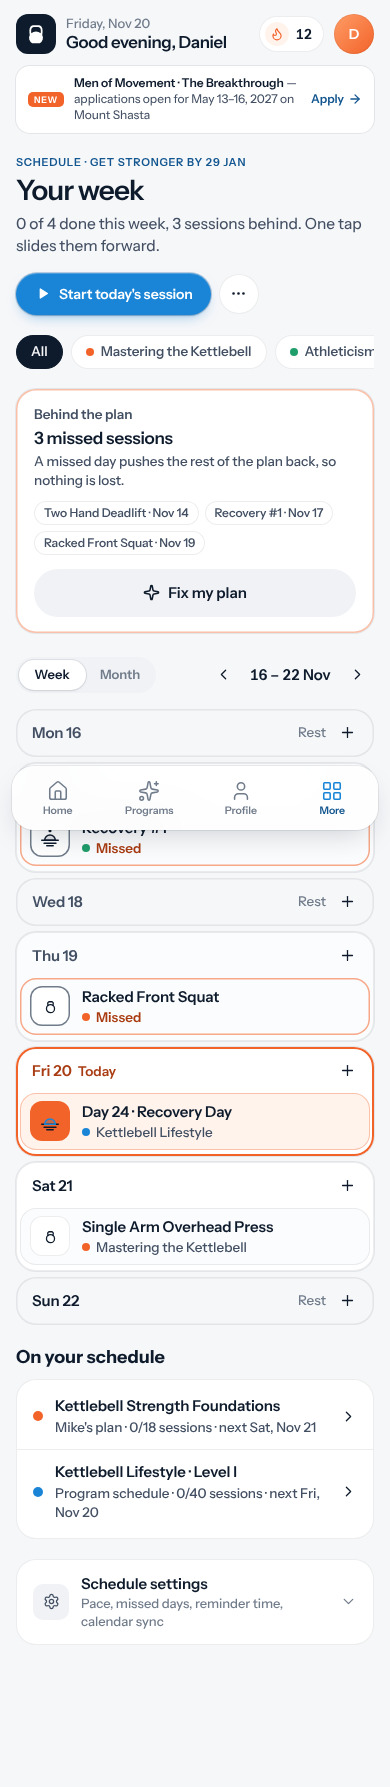 Friday, Nov 20
Good evening, Daniel
12
D
NEW
Men of Movement · The Breakthrough —
applications open for May 13–16, 2027 on
Mount Shasta
Apply →
SCHEDULE · GET STRONGER BY 29 JAN
Your week
0 of 4 done this week, 3 sessions behind. One tap
slides them forward.
Start today's session
All
Mastering the Kettlebell
Athleticism
Behind the plan
3 missed sessions
A missed day pushes the rest of the plan back, so
nothing is lost.
Two Hand Deadlift · Nov 14
Recovery #1 · Nov 17
Racked Front Squat · Nov 19
Fix my plan
Week
Month
16 – 22 Nov
Mon 16
Rest
Home
Programs
Profile
More
Recovery #1
Missed
Wed 18
Rest
Thu 19
Racked Front Squat
Missed
Fri 20 Today
Day 24 · Recovery Day
Kettlebell Lifestyle
Sat 21
Single Arm Overhead Press
Mastering the Kettlebell
Sun 22
Rest
On your schedule
Kettlebell Strength Foundations
Mike's plan · 0/18 sessions · next Sat, Nov 21
Kettlebell Lifestyle · Level I
Program schedule · 0/40 sessions · next Fri,
Nov 20
Schedule settings
Pace, missed days, reminder time,
calendar sync